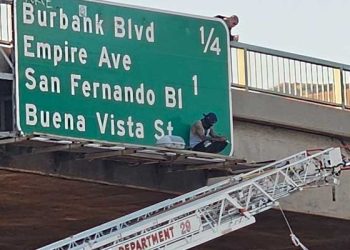 Burbank Blvd 1/4
Empire Ave
San Fernando Bl 1
Buena Vista St
DEPARTMENT 20